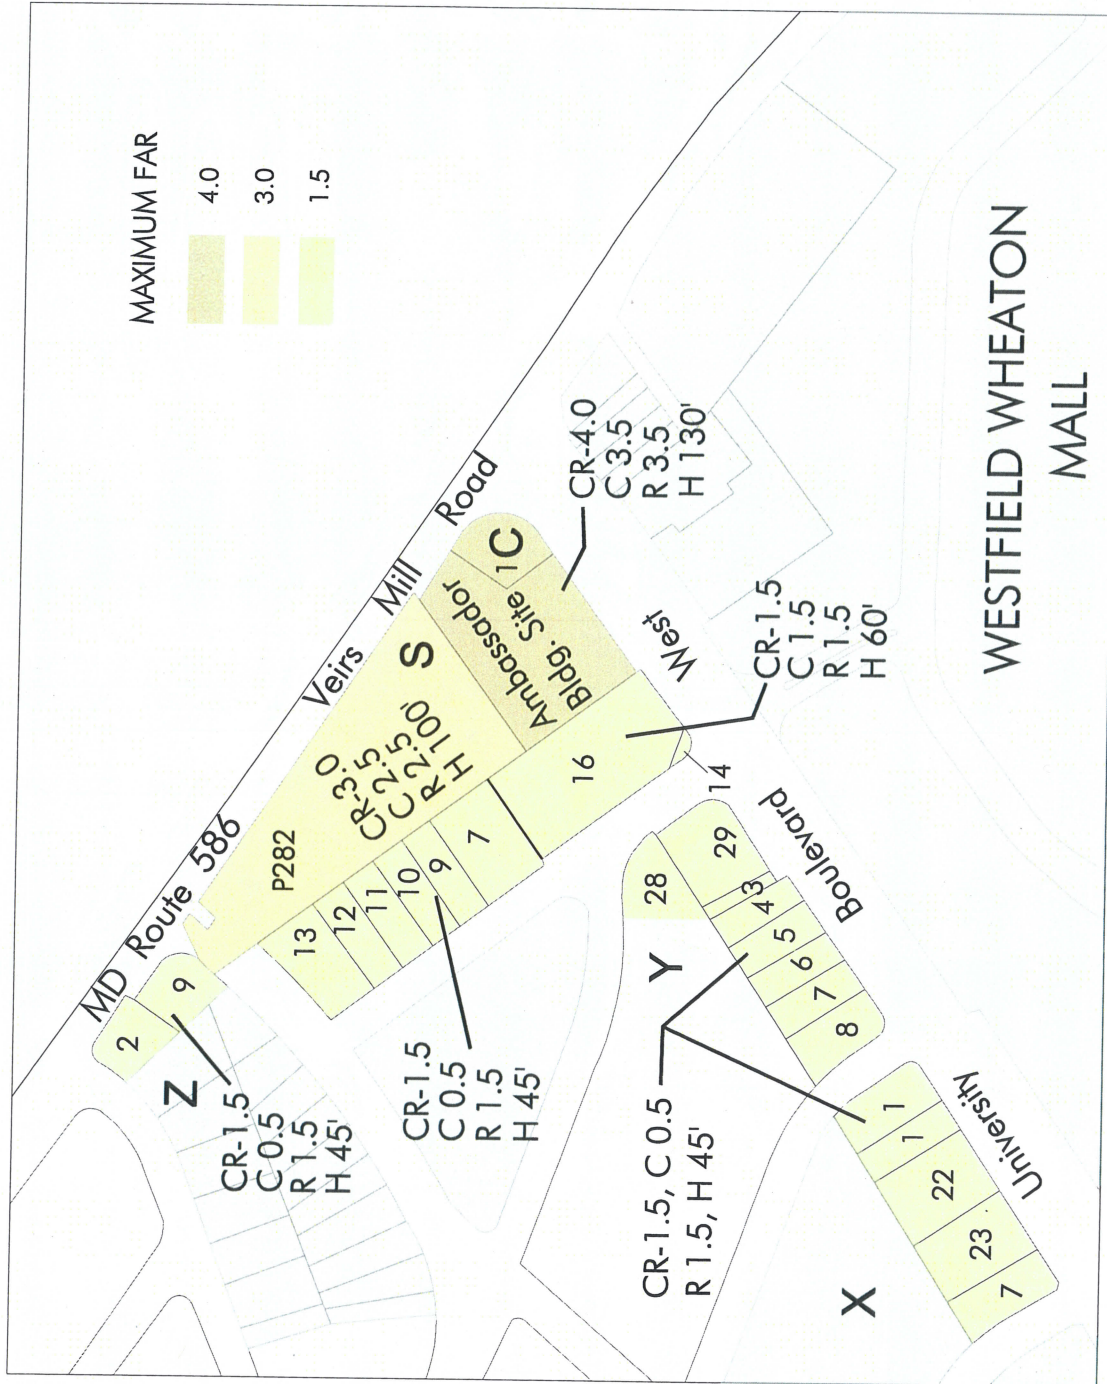 MAXIMUM FAR
4.0
3.0
1.5
MD Route 586
Veirs Mill Road
2
9
Z
CR-1.5
C 0.5
R 1.5
H 45'
P282
CR-3.0
C 2.5
R 2.5
H 100'
S
Ambassador
Bldg. Site
1
C
CR-4.0
C 3.5
R 3.5
H 130'
13
12
11
10
9
7
16
14
CR-1.5
C 0.5
R 1.5
H 45'
CR-1.5
C 1.5
R 1.5
H 60'
28
29
3
4
5
6
7
8
Y
CR-1.5, C 0.5
R 1.5, H 45'
1
1
22
23
7
X
University Boulevard West
WESTFIELD WHEATON
MALL